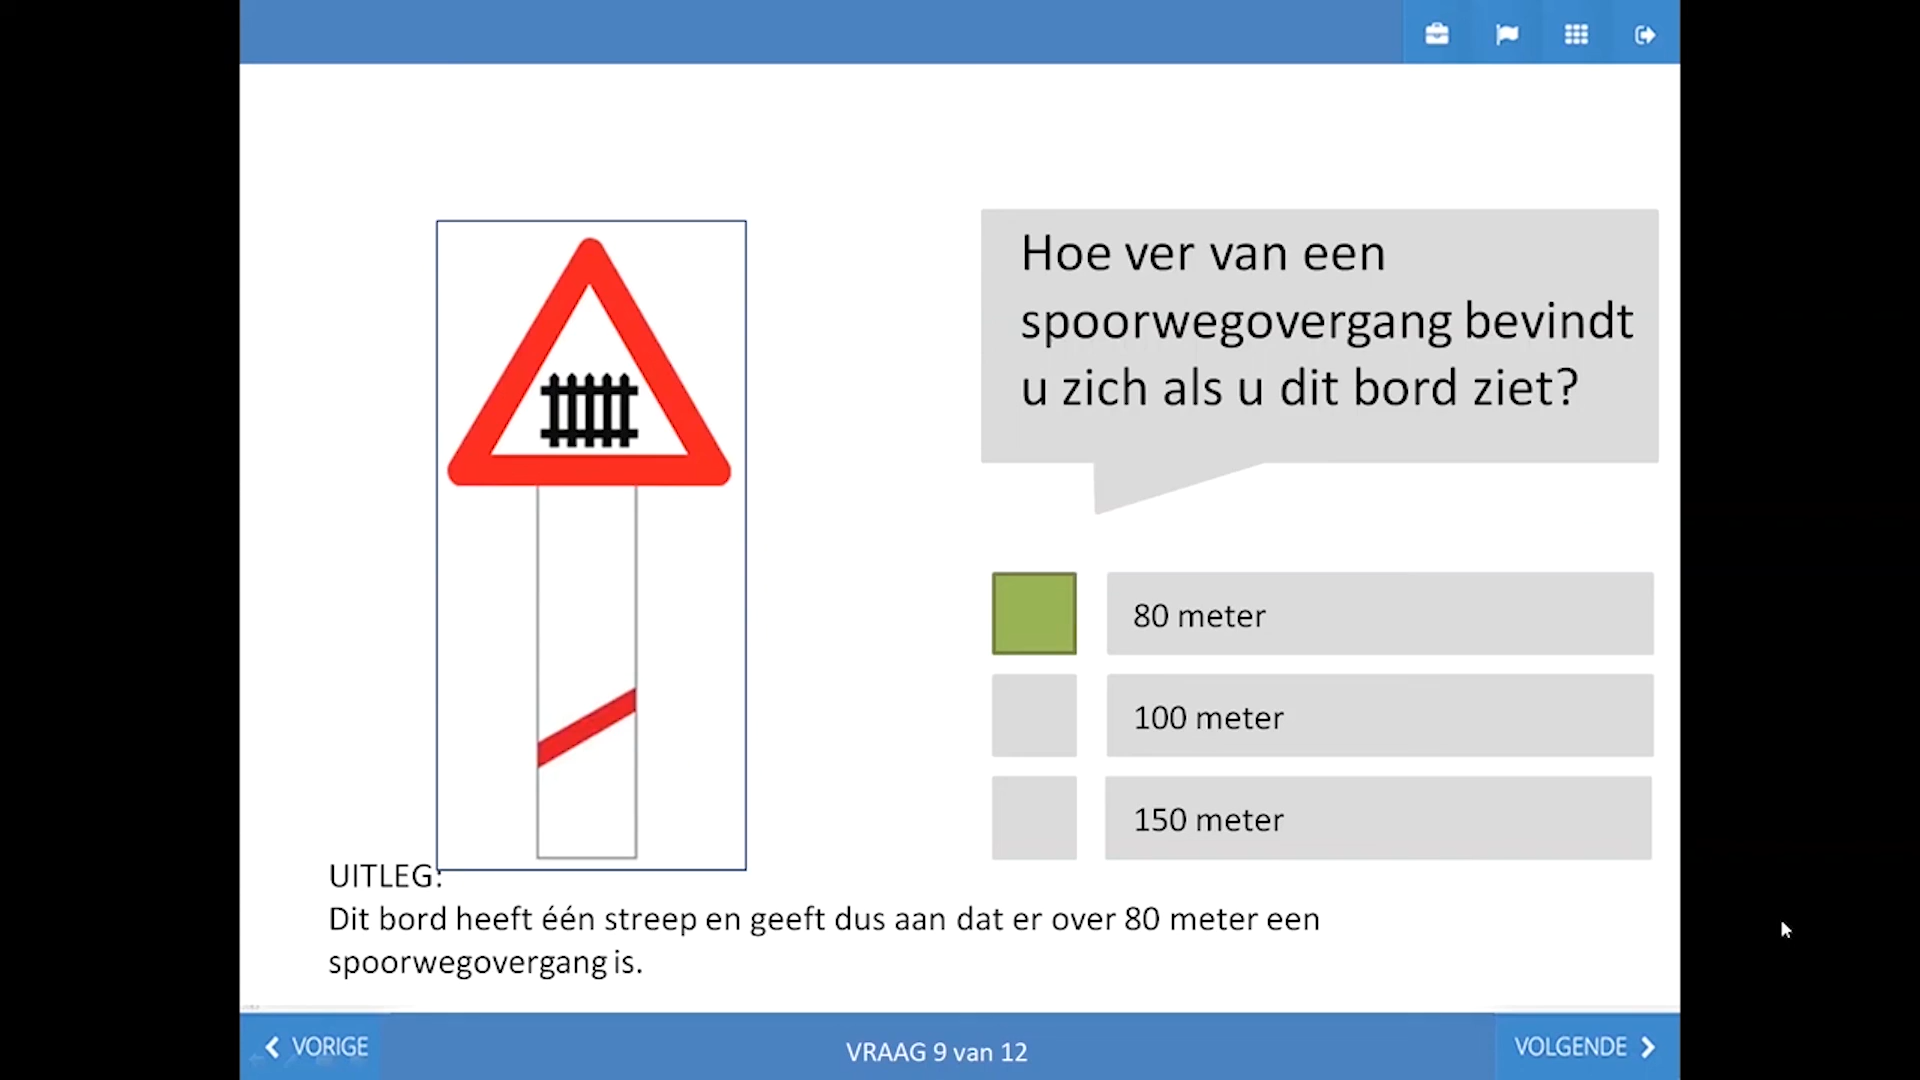 Hoe ver van een
spoorwegovergang bevindt
u zich als u dit bord ziet?
80 meter
100 meter
150 meter
UITLEG:
Dit bord heeft één streep en geeft dus aan dat er over 80 meter een
spoorwegovergang is.
VORIGE
VRAAG 9 van 12
VOLGENDE